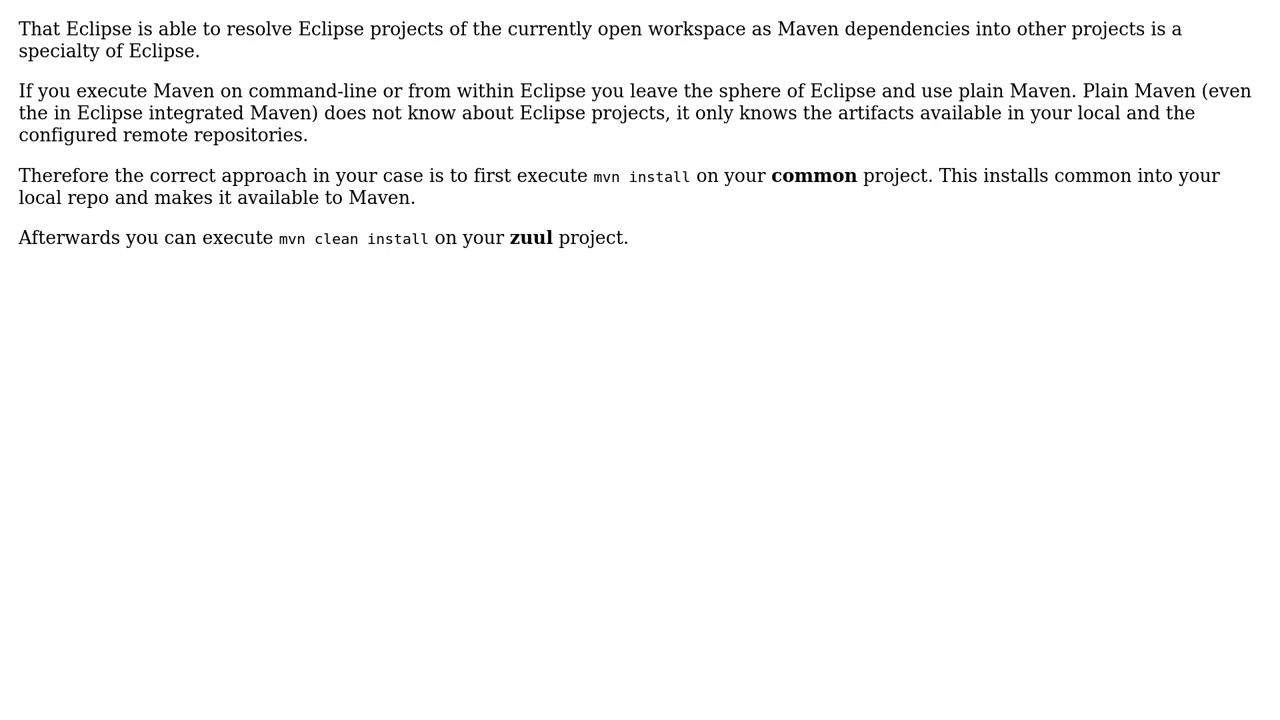 That Eclipse is able to resolve Eclipse projects of the currently open workspace as Maven dependencies into other projects is a
specialty of Eclipse.
If you execute Maven on command-line or from within Eclipse you leave the sphere of Eclipse and use plain Maven. Plain Maven (even
the in Eclipse integrated Maven) does not know about Eclipse projects, it only knows the artifacts available in your local and the
configured remote repositories.
Therefore the correct approach in your case is to first execute mvn install on your common project. This installs common into your
local repo and makes it available to Maven.
Afterwards you can execute mvn clean install on your zuul project.